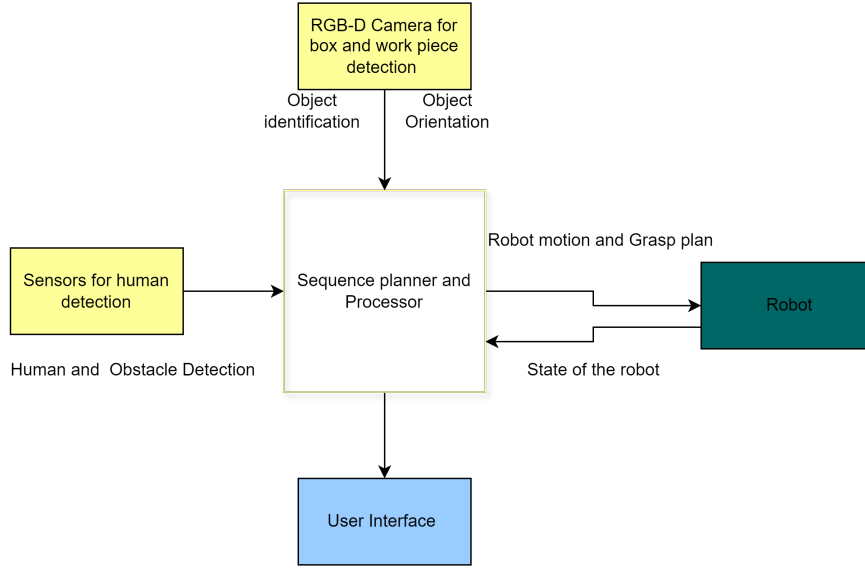 RGB-D Camera for
box and work piece
detection
Object
identification
Object
Orientation
Robot motion and Grasp plan
Sensors for human
detection
Sequence planner and
Processor
Robot
Human and  Obstacle Detection
State of the robot
User Interface